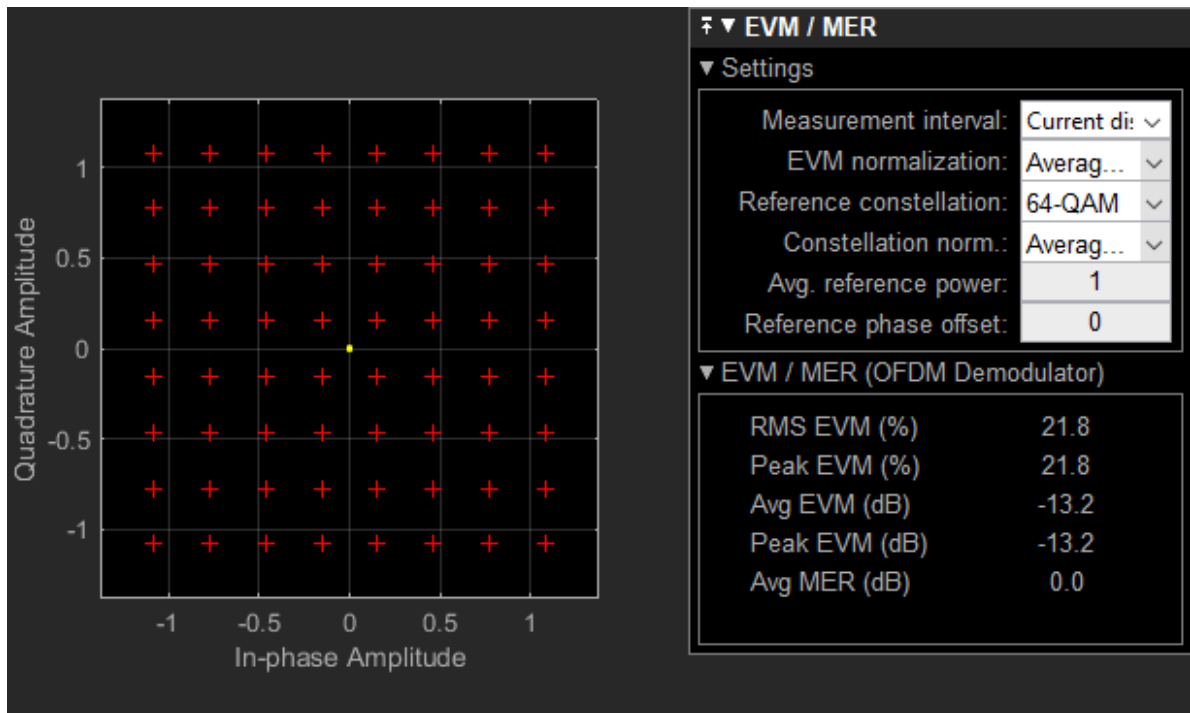 EVM / MER
Settings
Measurement interval: Current di:
EVM normalization: Averag...
Reference constellation: 64-QAM
Constellation norm.: Averag...
Avg. reference power: 1
Reference phase offset: 0
EVM / MER (OFDM Demodulator)
RMS EVM (%) 21.8
Peak EVM (%) 21.8
Avg EVM (dB) -13.2
Peak EVM (dB) -13.2
Avg MER (dB) 0.0
Quadrature Amplitude
1
0.5
0
-0.5
-1
-1 -0.5 0 0.5 1
In-phase Amplitude